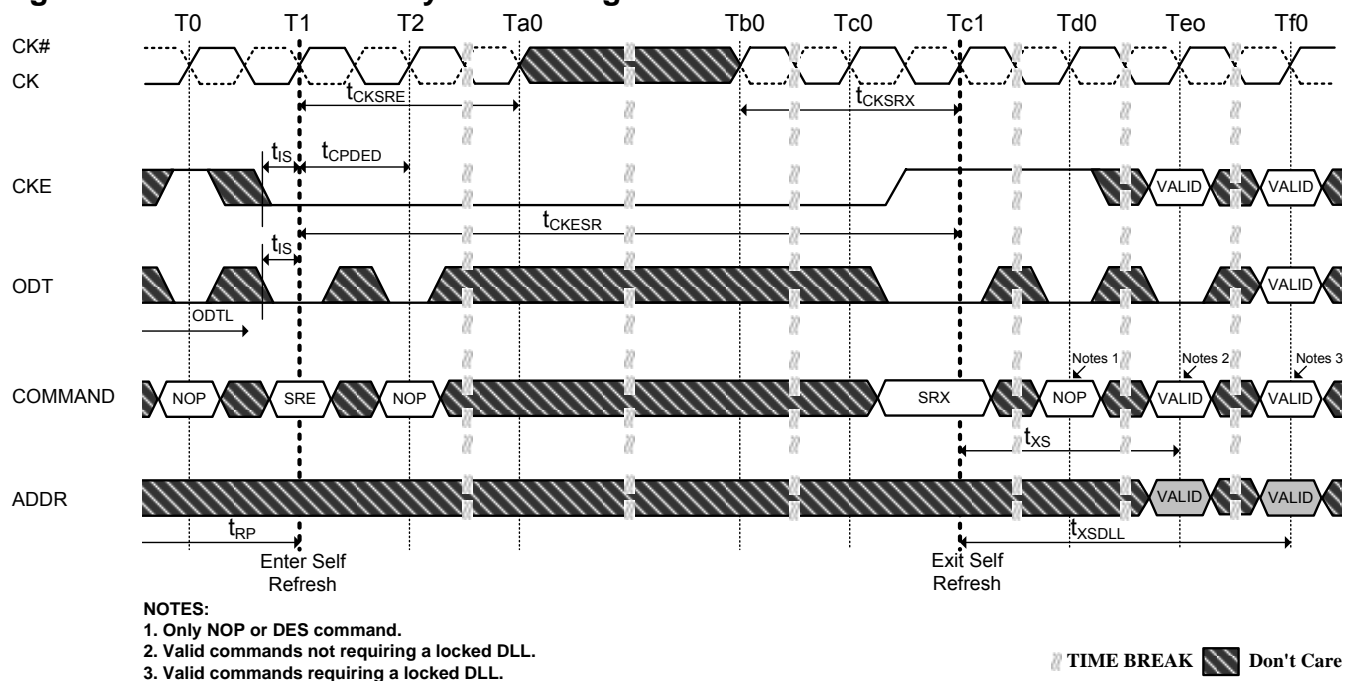 T0 T1 T2 Ta0 Tb0 Tc0 Tc1 Td0 Teo Tf0
CK#
CK
tCKSRE tCKSRX
tIS tCPDED
CKE VALID VALID
tCKESR
tIS
ODT VALID
ODTL
Notes 1 Notes 2 Notes 3
COMMAND NOP SRE NOP SRX NOP VALID VALID
tXS
ADDR VALID VALID
tRP tXSDLL
Enter Self Exit Self
Refresh Refresh
NOTES:
1. Only NOP or DES command.
2. Valid commands not requiring a locked DLL.
3. Valid commands requiring a locked DLL.
TIME BREAK Don't Care